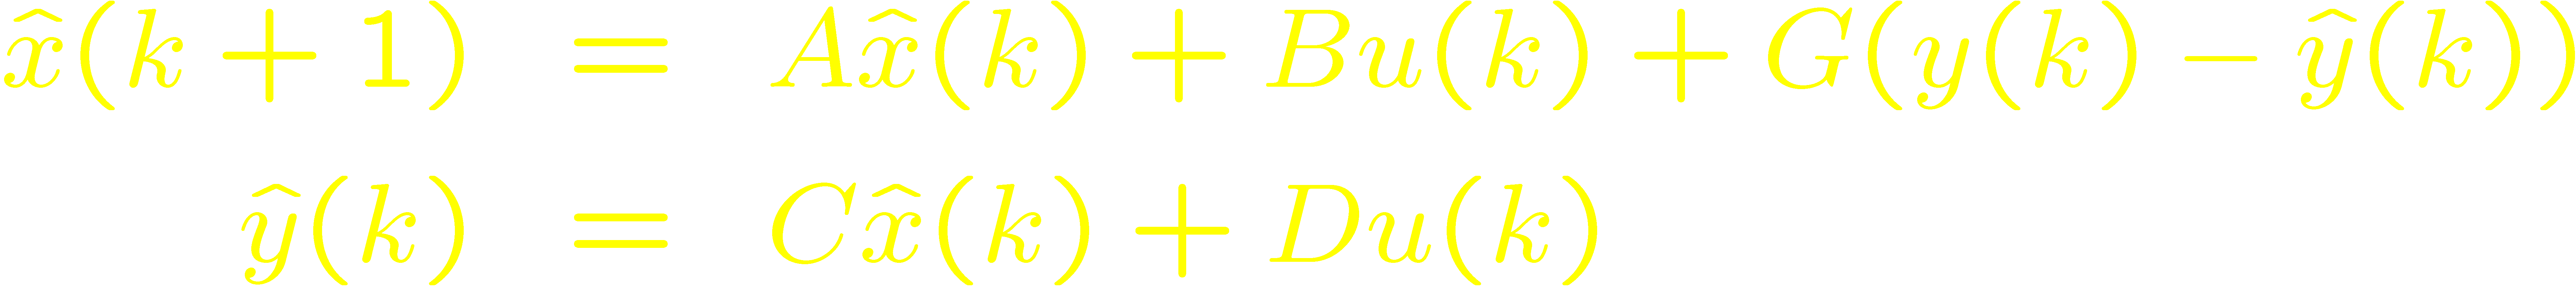 x̂(k + 1) = Ax̂(k) + Bu(k) + G(y(k) − ŷ(k))
ŷ(k) = Cx̂(k) + Du(k)